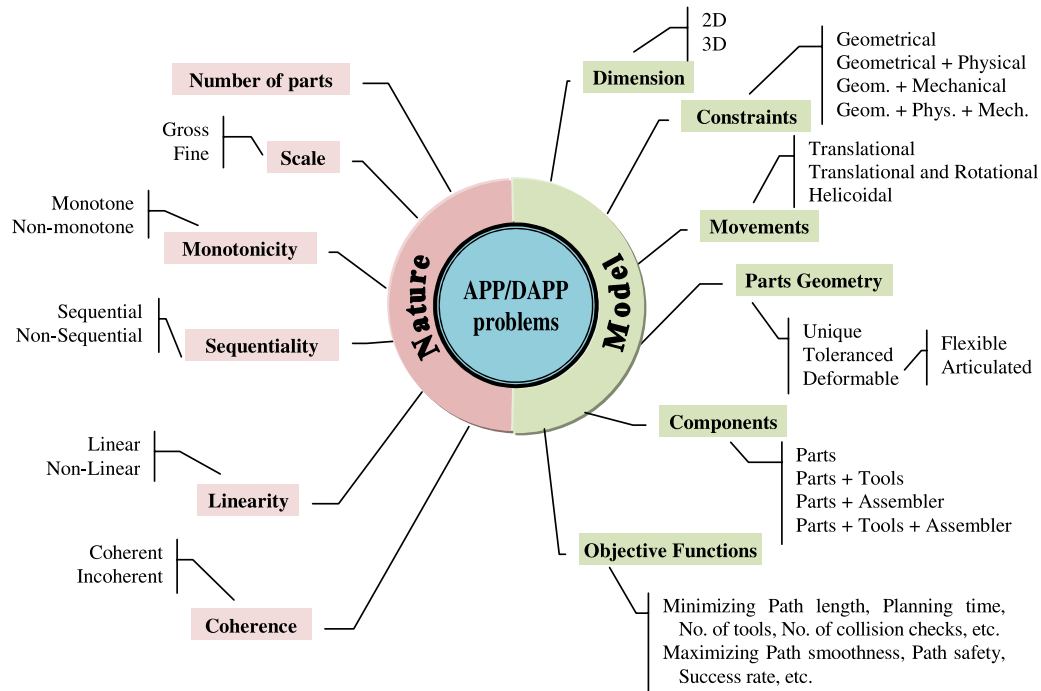 APP/DAPP
problems
Nature
Model
Number of parts
Gross
Fine
Scale
Monotone
Non-monotone
Monotonicity
Sequential
Non-Sequential
Sequentiality
Linear
Non-Linear
Linearity
Coherent
Incoherent
Coherence
2D
3D
Dimension
Geometrical
Geometrical + Physical
Geom. + Mechanical
Geom. + Phys. + Mech.
Constraints
Translational
Translational and Rotational
Helicoidal
Movements
Parts Geometry
Unique
Toleranced
Deformable
Flexible
Articulated
Components
Parts
Parts + Tools
Parts + Assembler
Parts + Tools + Assembler
Objective Functions
Minimizing Path length, Planning time,
No. of tools, No. of collision checks, etc.
Maximizing Path smoothness, Path safety,
Success rate, etc.